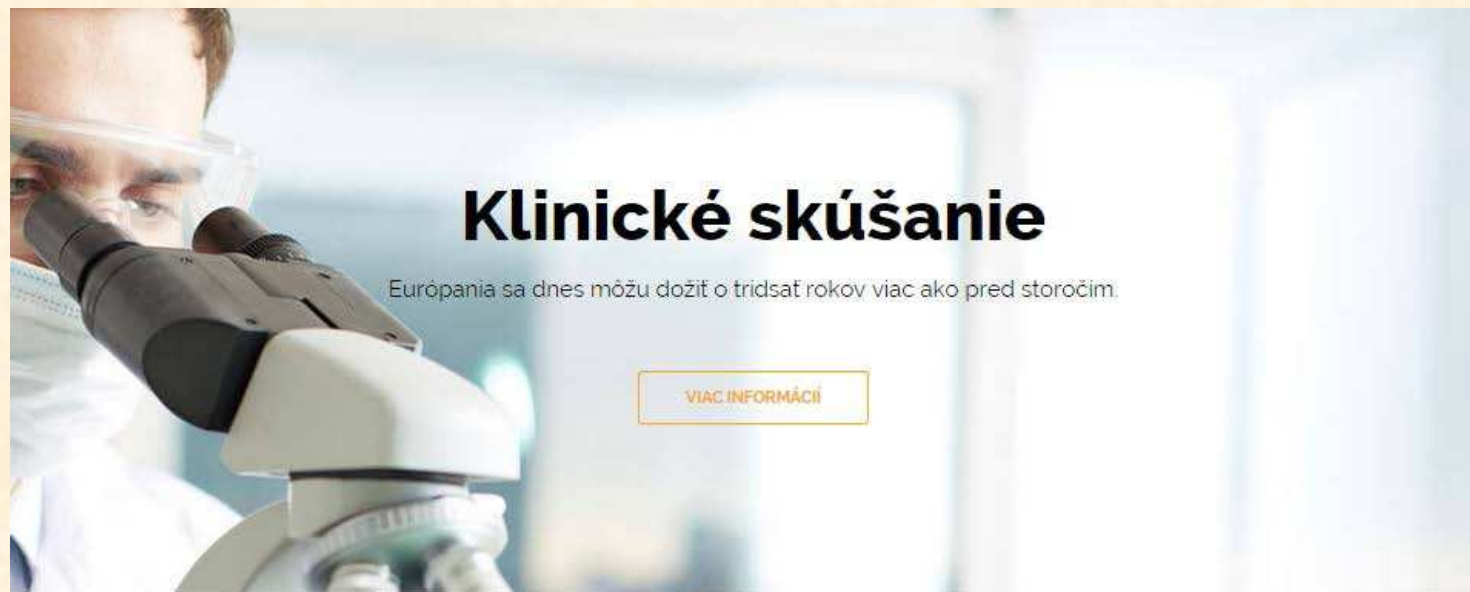 Klinické skúšanie
Európania sa dnes môžu dožiť o tridsať rokov viac ako pred storočím.
VIAC INFORMÁCIÍ